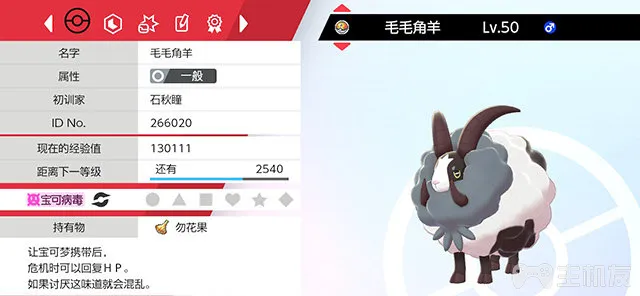 毛毛角羊 Lv.50
名字 毛毛角羊
属性 一般
初训家 石秋瞳
ID No. 266020
现在的经验值 130111
距离下一等级 还有 2540
宝可病毒
持有物 勿花果
让宝可梦携带后，
危机时可以回复ＨＰ。
如果讨厌这味道就会混乱。
主机友